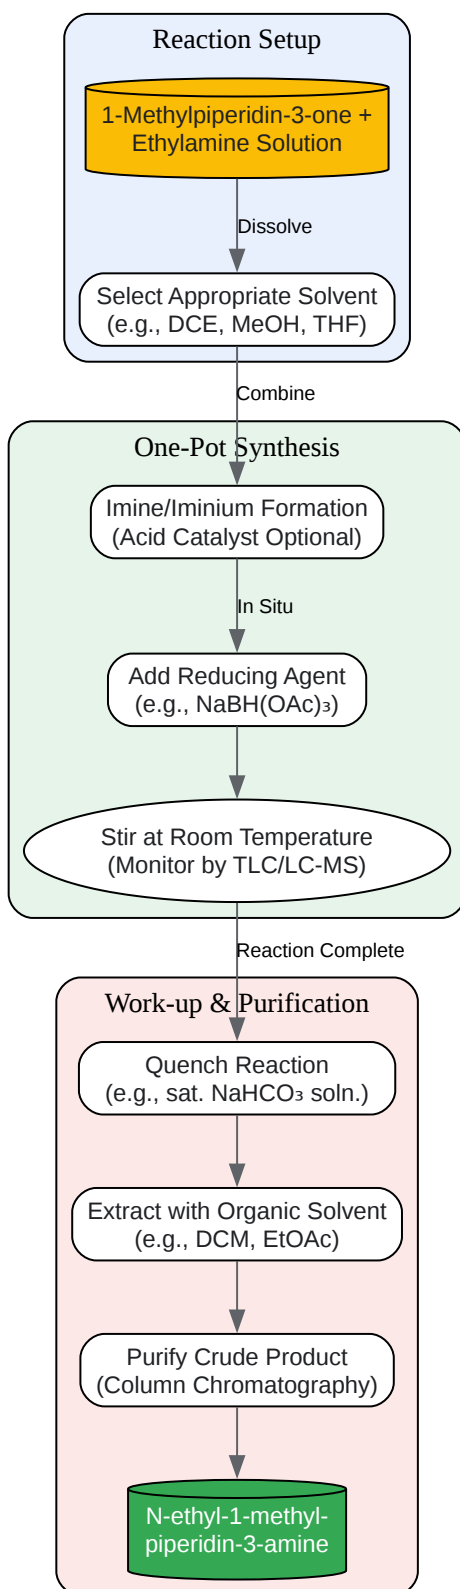 Reaction Setup
1-Methylpiperidin-3-one +
Ethylamine Solution
Dissolve
Select Appropriate Solvent
(e.g., DCE, MeOH, THF)
Combine
One-Pot Synthesis
Imine/Iminium Formation
(Acid Catalyst Optional)
In Situ
Add Reducing Agent
(e.g., NaBH(OAc)₃)
Stir at Room Temperature
(Monitor by TLC/LC-MS)
Reaction Complete
Work-up & Purification
Quench Reaction
(e.g., sat. NaHCO₃ soln.)
Extract with Organic Solvent
(e.g., DCM, EtOAc)
Purify Crude Product
(Column Chromatography)
N-ethyl-1-methyl-
piperidin-3-amine